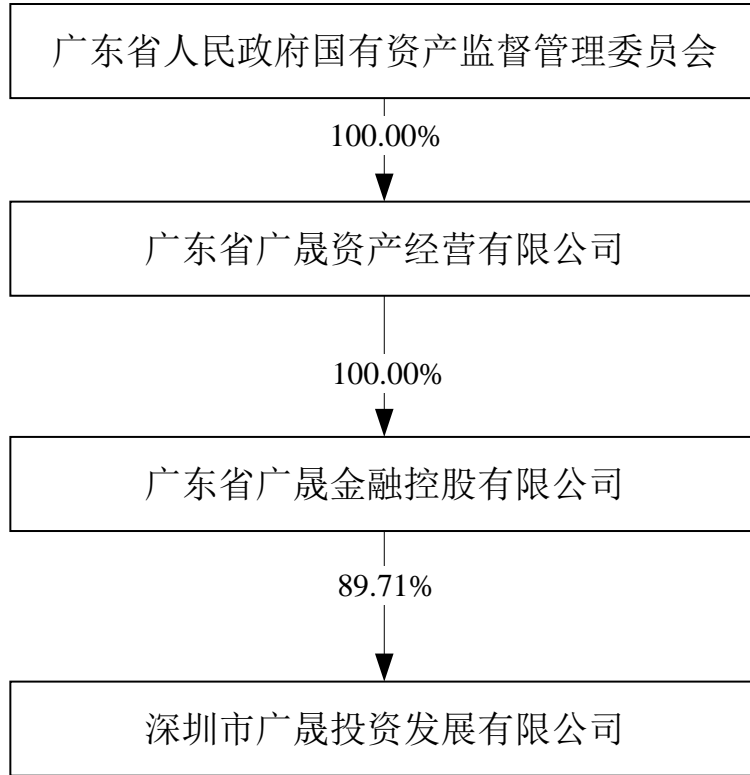 广东省人民政府国有资产监督管理委员会
100.00%
广东省广晟资产经营有限公司
100.00%
广东省广晟金融控股有限公司
89.71%
深圳市广晟投资发展有限公司